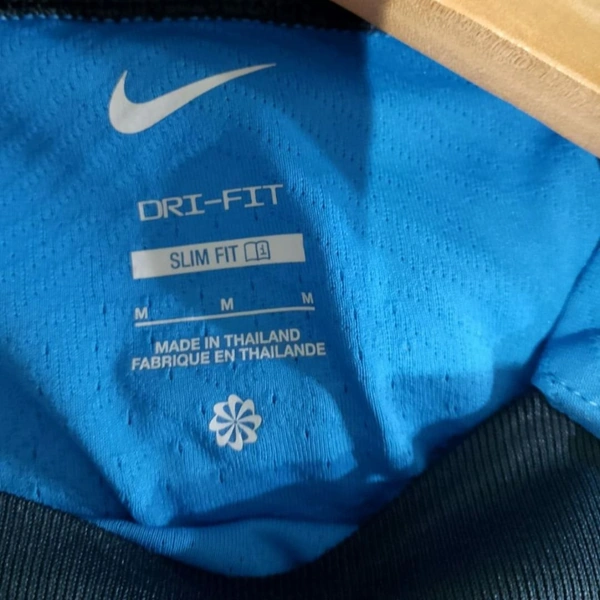 DRI-FIT
SLIM FIT
M M M
MADE IN THAILAND
FABRIQUE EN THAILANDE